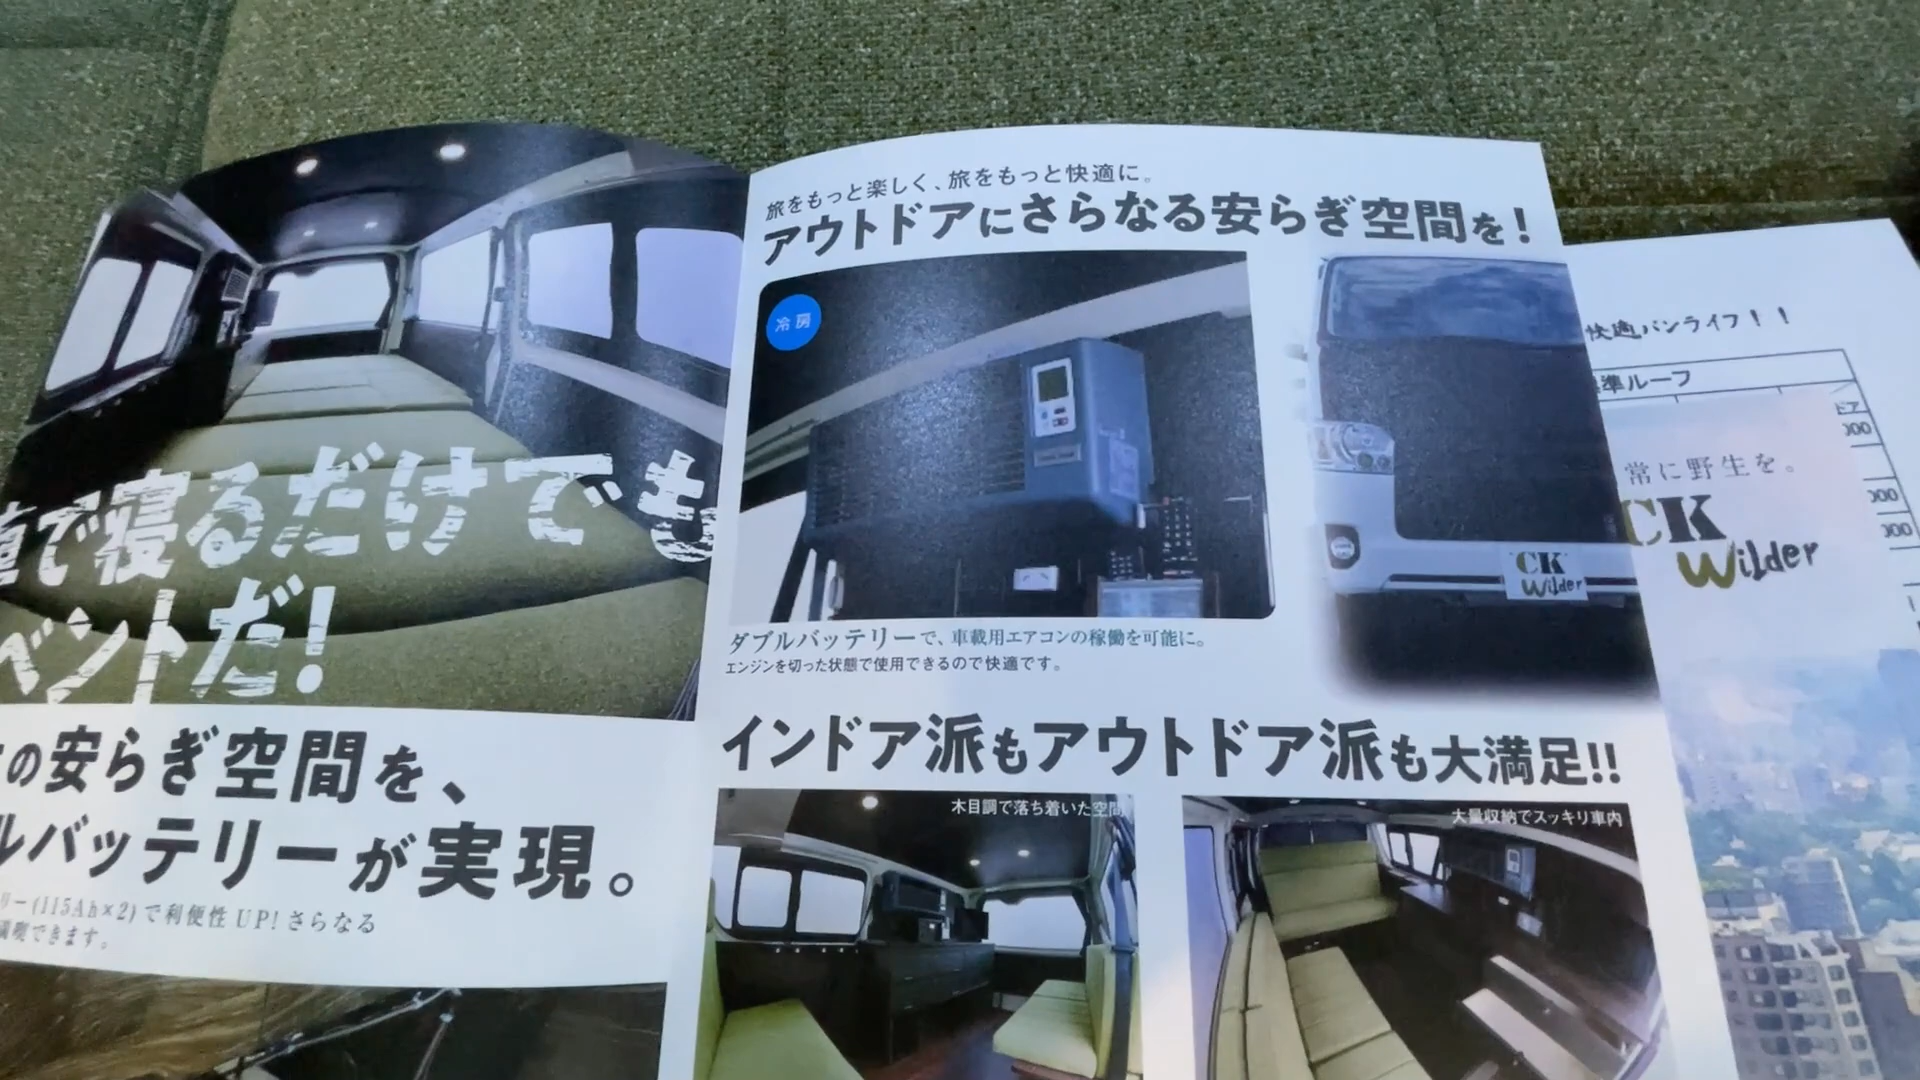 で寝るだけでも
ベントだ!
の安らぎ空間を、
ルバッテリーが実現。
リー(115Ah×2)で利便性UP!さらなる
満喫できます。
旅をもっと楽しく、旅をもっと快適に。
アウトドアにさらなる安らぎ空間を!
冷房
ダブルバッテリーで、車載用エアコンの稼働を可能に。
エンジンを切った状態で使用できるので快適です。
CK
Wilder
インドア派もアウトドア派も大満足!!
木目調で落ち着いた空間
大量収納でスッキリ車内
快適バンライフ!!
準ルーフ
常に野生を。
CK
Wilder